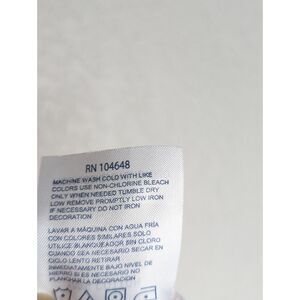 RN 104648
MACHINE WASH COLD WITH LIKE
COLORS USE NON-CHLORINE BLEACH
ONLY WHEN NEEDED TUMBLE DRY
LOW REMOVE PROMPTLY LOW IRON
IF NECESSARY DO NOT IRON
DECORATION
LAVAR A MÁQUINA CON AGUA FRÍA
CON COLORES SIMILARES SOLO
UTILICE BLANQUEADOR SIN CLORO
CUANDO SEA NECESARIO SECAR EN
CICLO LENTO RETIRAR
INMEDIATAMENTE BAJO NIVEL DE
HIERRO SI ES NECESARIO NO
PLANCHAR LA DECORACIÓN